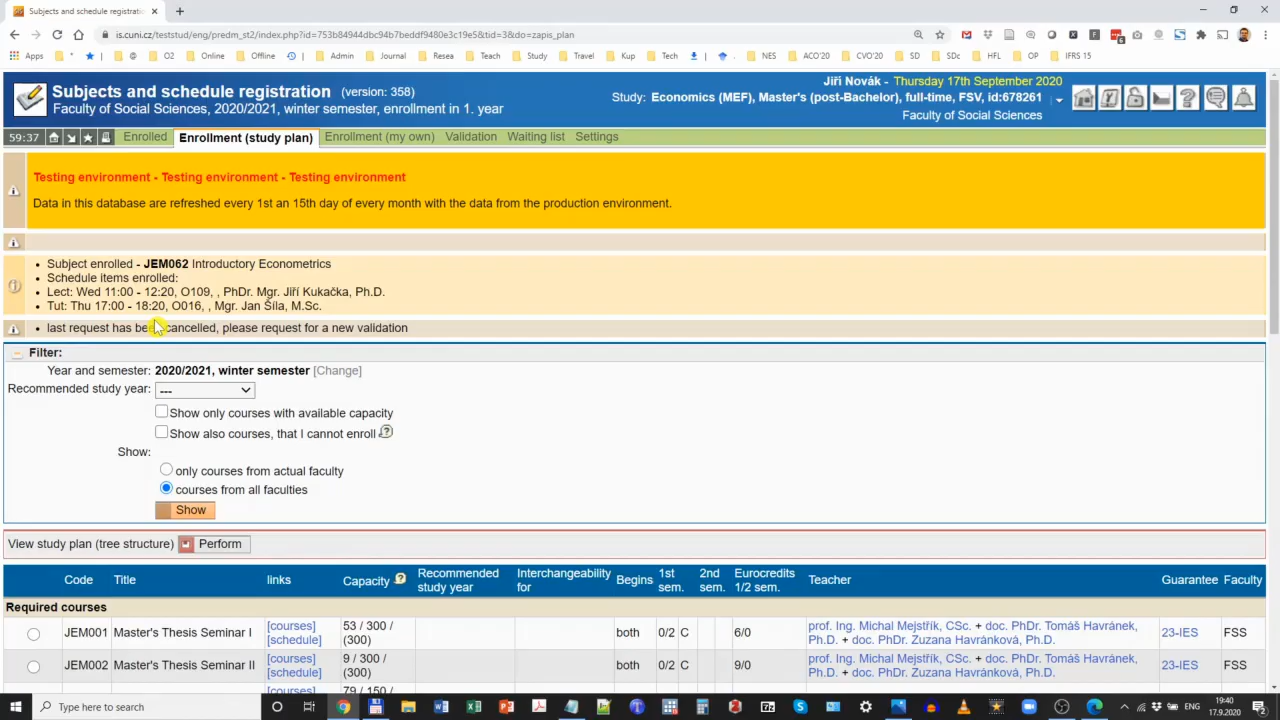 Subjects and schedule registratio
is.cuni.cz/teststud/eng/predm_st2/index.php?id=753b84944dbc94b7beddf9480e3c19e5&tid=3&do=zapis_plan
Apps * @ O2 Online Offline Admin Journal Resea Teach Study Travel Kup Tech NES ACO'20 CVO'20 SD SDc HFL OP IFRS 15
Subjects and schedule registration (version: 358)
Faculty of Social Sciences, 2020/2021, winter semester, enrollment in 1. year
Jiří Novák - Thursday 17th September 2020
Study: Economics (MEF), Master's (post-Bachelor), full-time, FSV, id:678261
Faculty of Social Sciences
59:37 Enrolled Enrollment (study plan) Enrollment (my own) Validation Waiting list Settings
Testing environment - Testing environment - Testing environment
Data in this database are refreshed every 1st an 15th day of every month with the data from the production environment.
Subject enrolled - JEM062 Introductory Econometrics
Schedule items enrolled:
Lect: Wed 11:00 - 12:20, O109, , PhDr. Mgr. Jiří Kukačka, Ph.D.
Tut: Thu 17:00 - 18:20, O016, , Mgr. Jan Šíla, M.Sc.
last request has been cancelled, please request for a new validation
Filter:
Year and semester: 2020/2021, winter semester [Change]
Recommended study year: ---
Show only courses with available capacity
Show also courses, that I cannot enroll
Show:
only courses from actual faculty
courses from all faculties
Show
View study plan (tree structure) Perform
Code Title links Capacity Recommended study year Interchangeability for Begins 1st sem. 2nd sem. Eurocredits 1/2 sem. Teacher Guarantee Faculty
Required courses
JEM001 Master's Thesis Seminar I [courses] [schedule] 53 / 300 / (300) both 0/2 C 6/0 prof. Ing. Michal Mejstřík, CSc. + doc. PhDr. Tomáš Havránek, Ph.D. + doc. PhDr. Zuzana Havránková, Ph.D. 23-IES FSS
JEM002 Master's Thesis Seminar II [courses] [schedule] 9 / 300 / (300) both 0/2 C 9/0 prof. Ing. Michal Mejstřík, CSc. + doc. PhDr. Tomáš Havránek, Ph.D. + doc. PhDr. Zuzana Havránková, Ph.D. 23-IES FSS
[courses] 79 / 150 /
Type here to search
ENG
19:40
17.9.2020